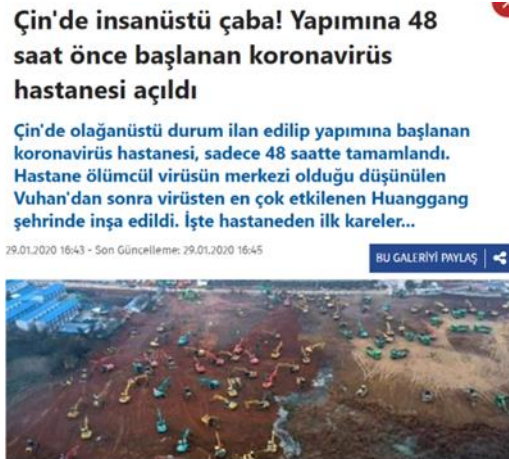 Çin'de insanüstü çaba! Yapımına 48
saat önce başlanan koronavirüs
hastanesi açıldı
Çin'de olağanüstü durum ilan edilip yapımına başlanan
koronavirüs hastanesi, sadece 48 saatte tamamlandı.
Hastane ölümcül virüsün merkezi olduğu düşünülen
Vuhan'dan sonra virüsten en çok etkilenen Huanggang
şehrinde inşa edildi. İşte hastaneden ilk kareler...
29.01.2020 16:43 - Son Güncelleme: 29.01.2020 16:45
BU GALERİYİ PAYLAŞ